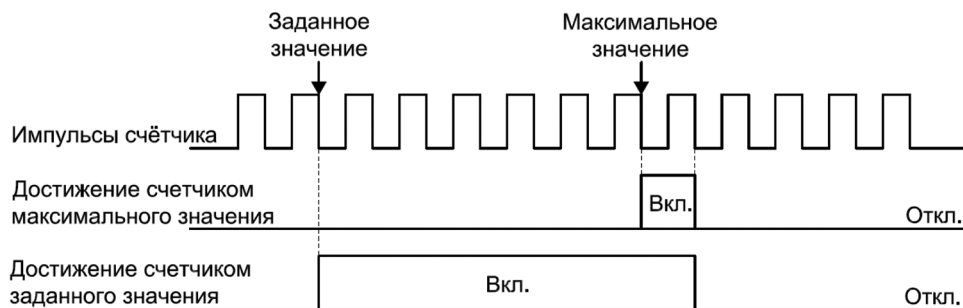 Заданное
значение
Максимальное
значение
Импульсы счётчика
Достижение счетчиком
максимального значения
Вкл.
Откл.
Достижение счетчиком
заданного значения
Вкл.
Откл.